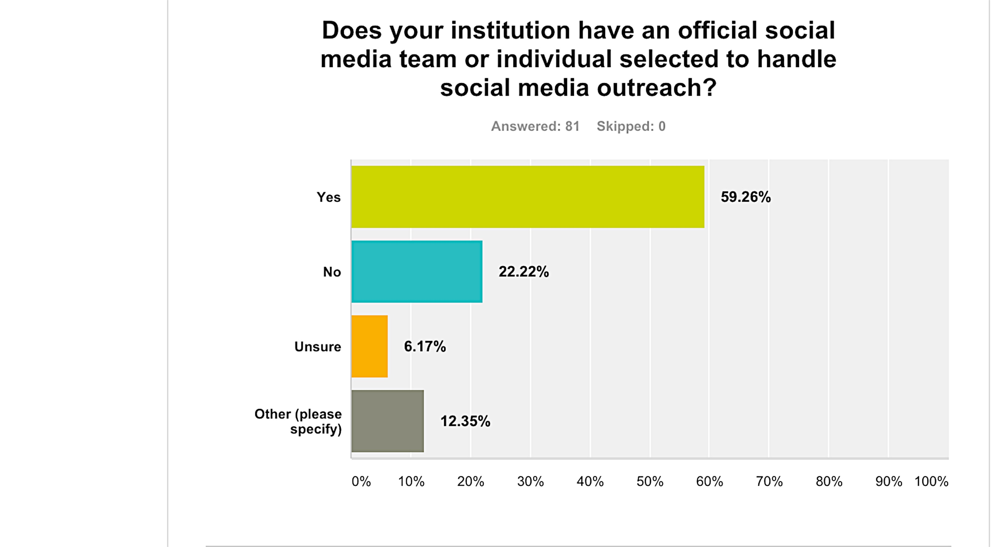 Does your institution have an official social
media team or individual selected to handle
social media outreach?
Answered: 81 Skipped: 0
Yes
59.26%
No
22.22%
Unsure
6.17%
Other (please
specify)
12.35%
0% 10% 20% 30% 40% 50% 60% 70% 80% 90% 100%